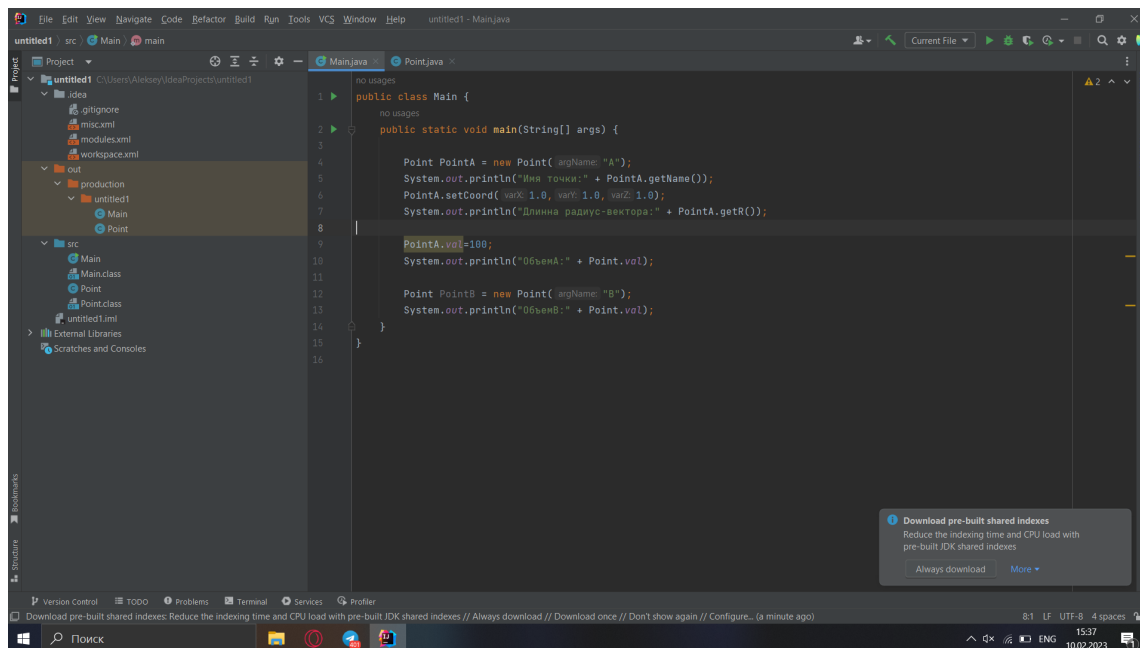 File Edit View Navigate Code Refactor Build Run Tools VCS Window Help untitled1 - Main.java
untitled1 src Main main
Current File
Project
Main.java
Point.java
Project
untitled1 C:\Users\Aleksey\IdeaProjects\untitled1
.idea
.gitignore
misc.xml
modules.xml
workspace.xml
out
production
untitled1
Main
Point
src
Main
Main.class
Point
Point.class
untitled1.iml
External Libraries
Scratches and Consoles
no usages
1 public class Main {
no usages
2 public static void main(String[] args) {
3
4 Point PointA = new Point( argName: "A");
5 System.out.println("Имя точки:" + PointA.getName());
6 PointA.setCoord( varX: 1.0, varY: 1.0, varZ: 1.0);
7 System.out.println("Длинна радиус-вектора:" + PointA.getR());
8
9 PointA.val=100;
10 System.out.println("ОбъемА:" + Point.val);
11
12 Point PointB = new Point( argName: "B");
13 System.out.println("ОбъемВ:" + Point.val);
14 }
15 }
16
2
Bookmarks
Structure
Download pre-built shared indexes
Reduce the indexing time and CPU load with
pre-built JDK shared indexes
Always download More
Version Control TODO Problems Terminal Services Profiler
Download pre-built shared indexes: Reduce the indexing time and CPU load with pre-built JDK shared indexes // Always download // Download once // Don't show again // Configure... (a minute ago) 8:1 LF UTF-8 4 spaces
Поиск
401
ENG
15:37
10.02.2023
1